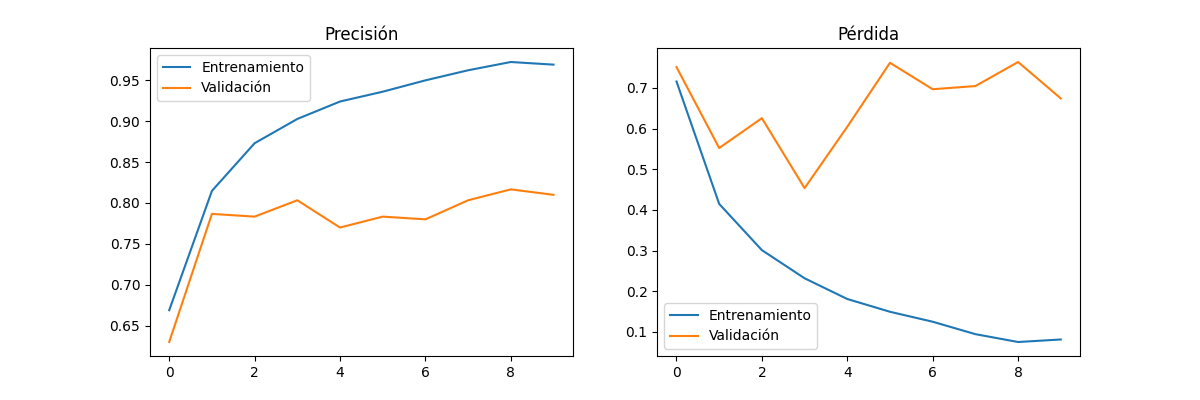 Precisión
Entrenamiento
Validación
0.95
0.90
0.85
0.80
0.75
0.70
0.65
0 2 4 6 8
Pérdida
0.7
0.6
0.5
0.4
0.3
0.2
0.1
Entrenamiento
Validación
0 2 4 6 8